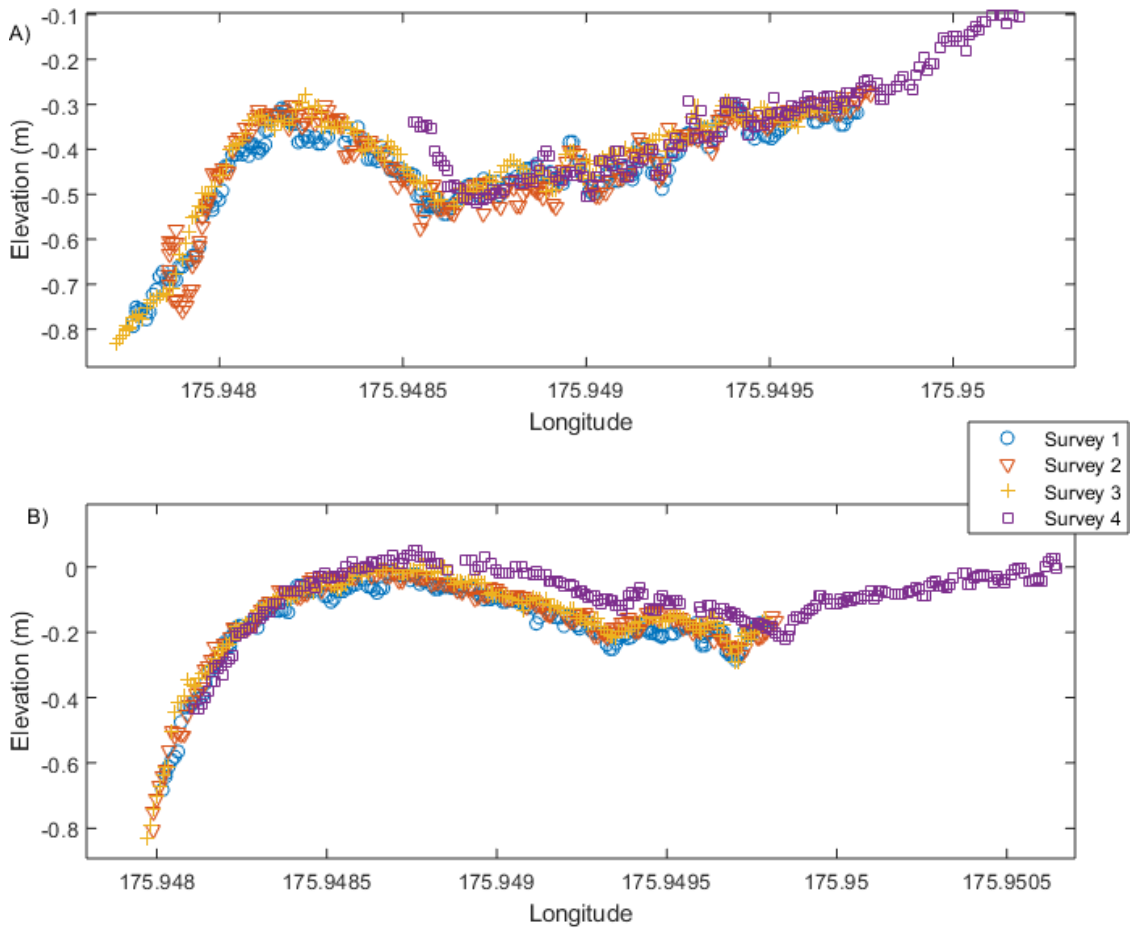 A)
-0.1
-0.2
-0.3
-0.4
-0.5
-0.6
-0.7
-0.8
Elevation (m)
175.948 175.9485 175.949 175.9495 175.95
Longitude
Survey 1
Survey 2
Survey 3
Survey 4
B)
0
-0.2
-0.4
-0.6
-0.8
Elevation (m)
175.948 175.9485 175.949 175.9495 175.95 175.9505
Longitude